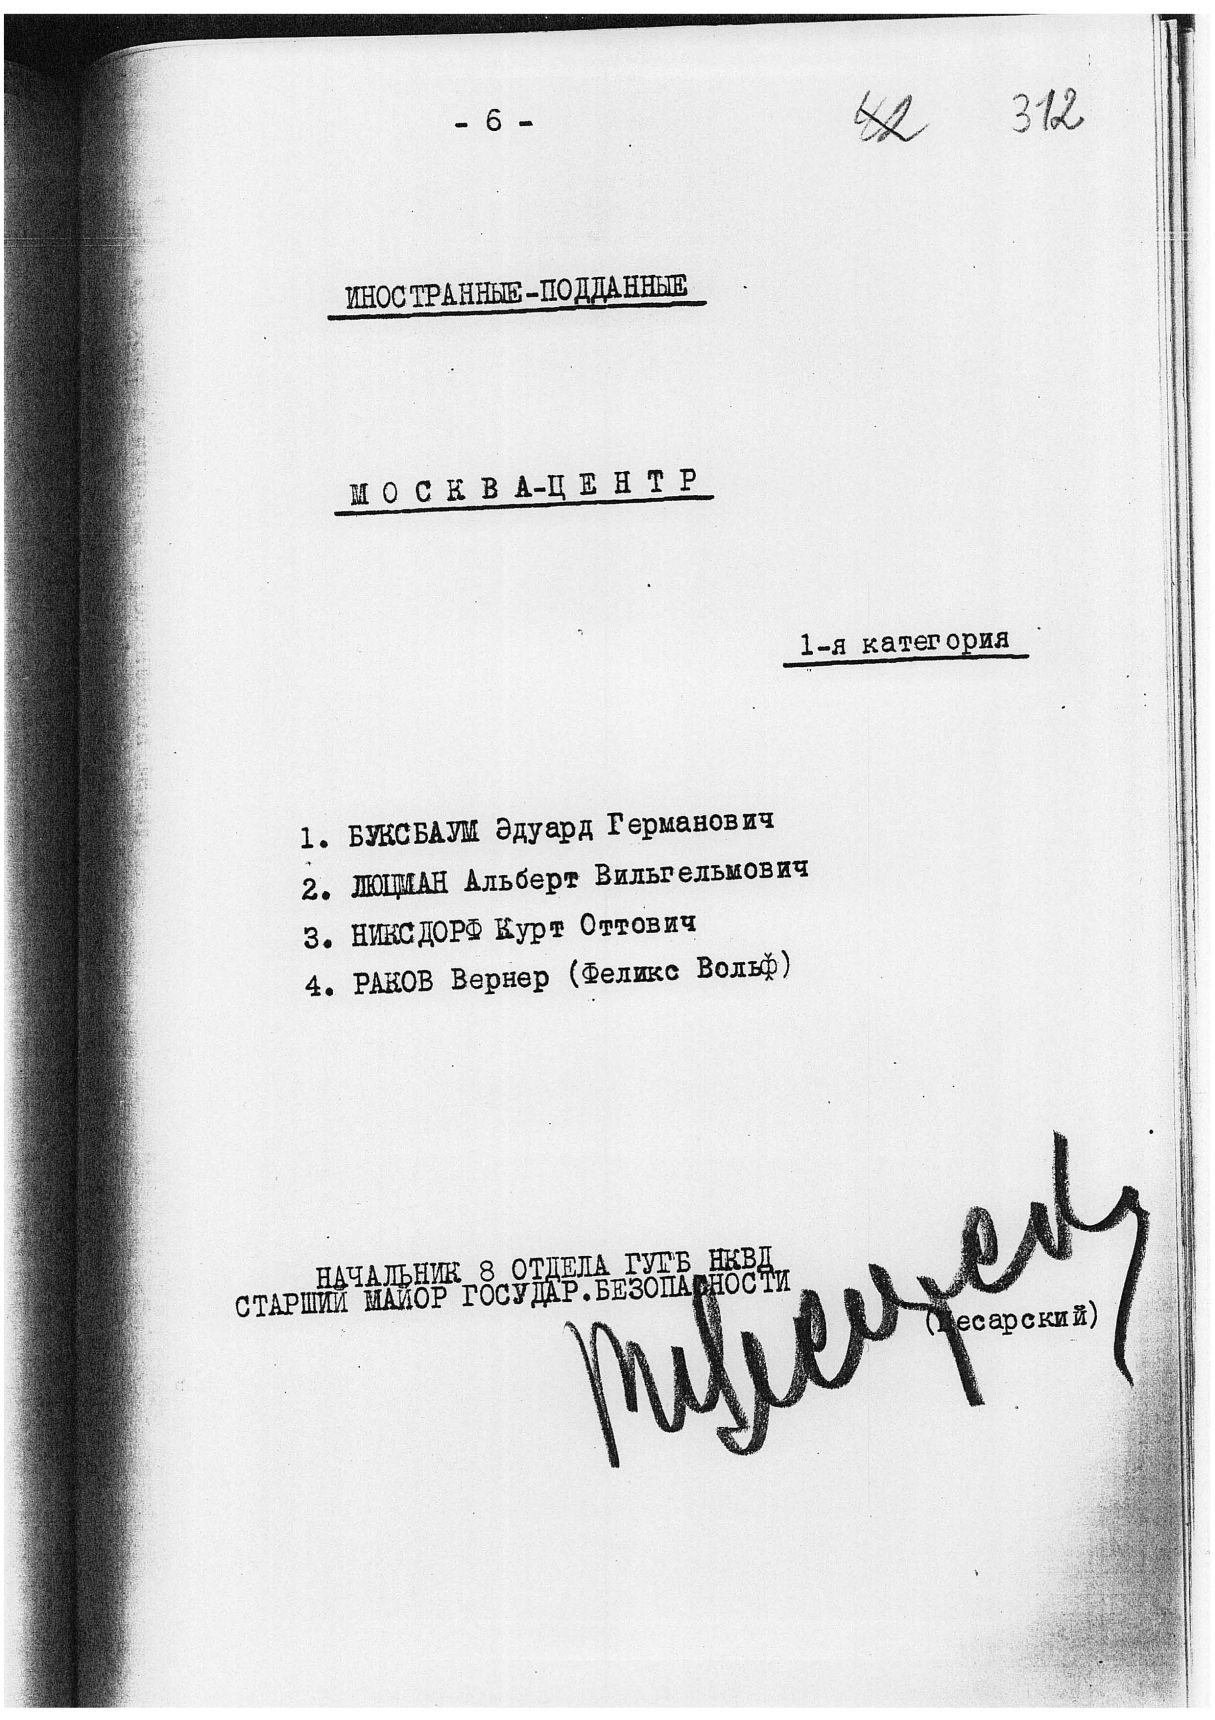 - 6 -
42 312
ИНОСТРАННЫЕ-ПОДДАННЫЕ
М О С К В А-Ц Е Н Т Р
1-я категория
1. БУКСБАУМ Эдуард Германович
2. ЛЮЦМАН Альберт Вильгельмович
3. НИКСДОРФ Курт Оттович
4. РАКОВ Вернер (Феликс Вольф)
НАЧАЛЬНИК 8 ОТДЕЛА ГУГБ НКВД
СТАРШИЙ МАЙОР ГОСУДАР.БЕЗОПАСНОСТИ
(Цесарский)